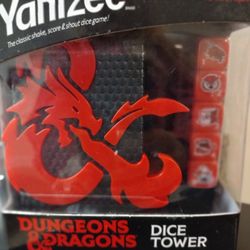 Yahtzee
The classic shake, score & shout dice game!
DUNGEONS
& DRAGONS
DICE
TOWER